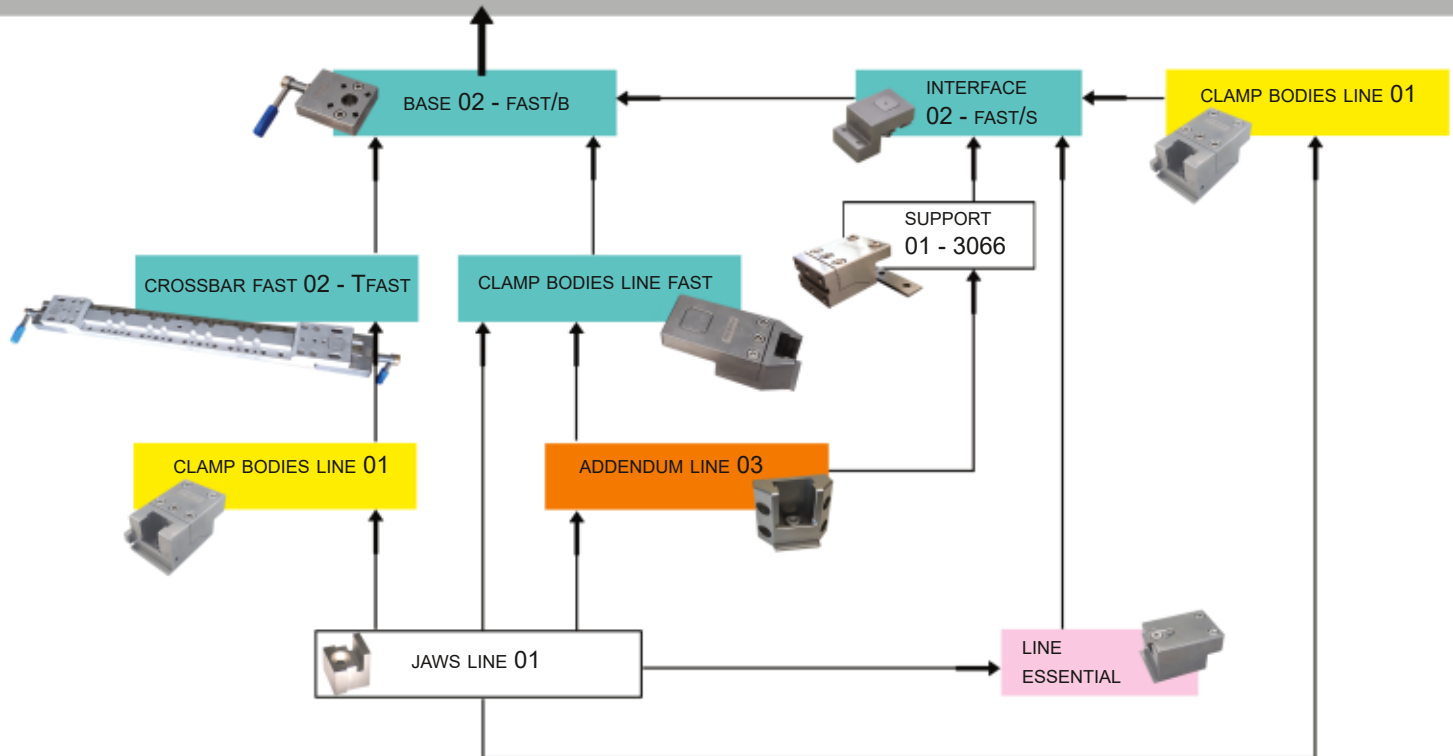 BASE 02 - FAST/B
INTERFACE
02 - FAST/S
CLAMP BODIES LINE 01
SUPPORT
01 - 3066
CROSSBAR FAST 02 - TFAST
CLAMP BODIES LINE FAST
CLAMP BODIES LINE 01
ADDENDUM LINE 03
JAWS LINE 01
LINE
ESSENTIAL